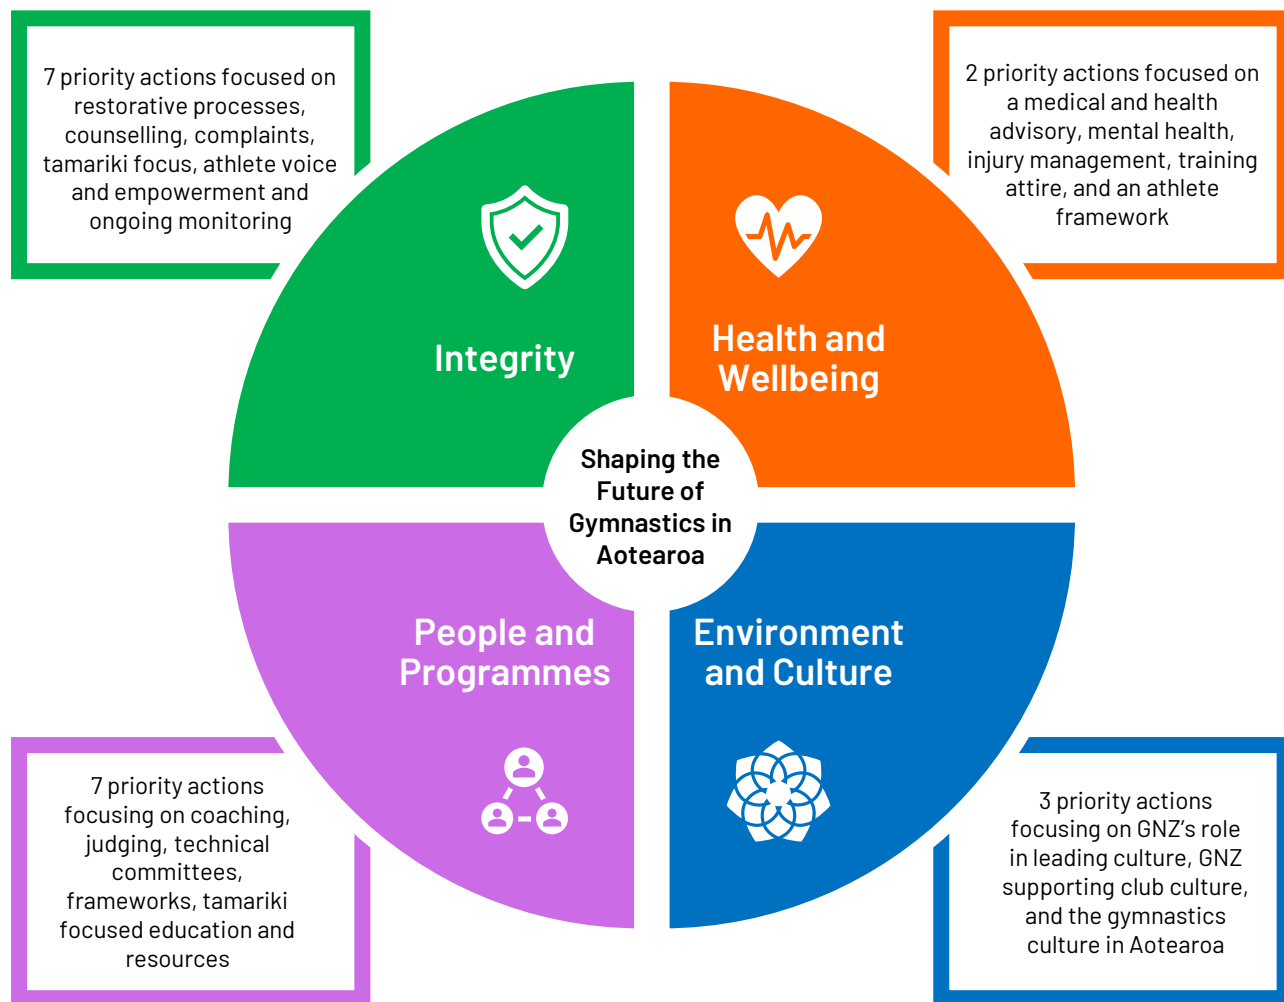 7 priority actions focused on
restorative processes,
counselling, complaints,
tamariki focus, athlete voice
and empowerment and
ongoing monitoring
2 priority actions focused on
a medical and health
advisory, mental health,
injury management, training
attire, and an athlete
framework
Integrity
Health and
Wellbeing
Shaping the
Future of
Gymnastics in
Aotearoa
People and
Programmes
Environment
and Culture
7 priority actions
focusing on coaching,
judging, technical
committees,
frameworks, tamariki
focused education and
resources
3 priority actions
focusing on GNZ’s role
in leading culture, GNZ
supporting club culture,
and the gymnastics
culture in Aotearoa